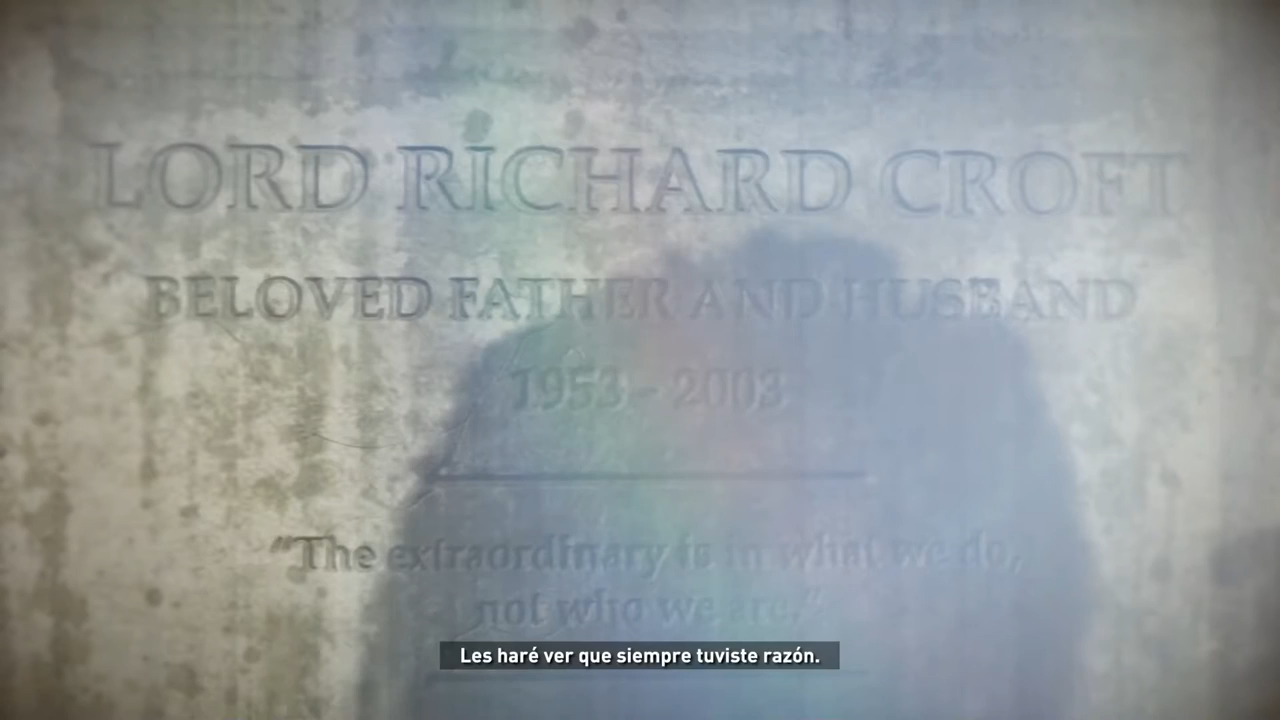 LORD RICHARD CROFT
BELOVED FATHER AND HUSBAND
1953 - 2003
"The extraordinary is in what we do,
not who we are."
Les haré ver que siempre tuviste razón.